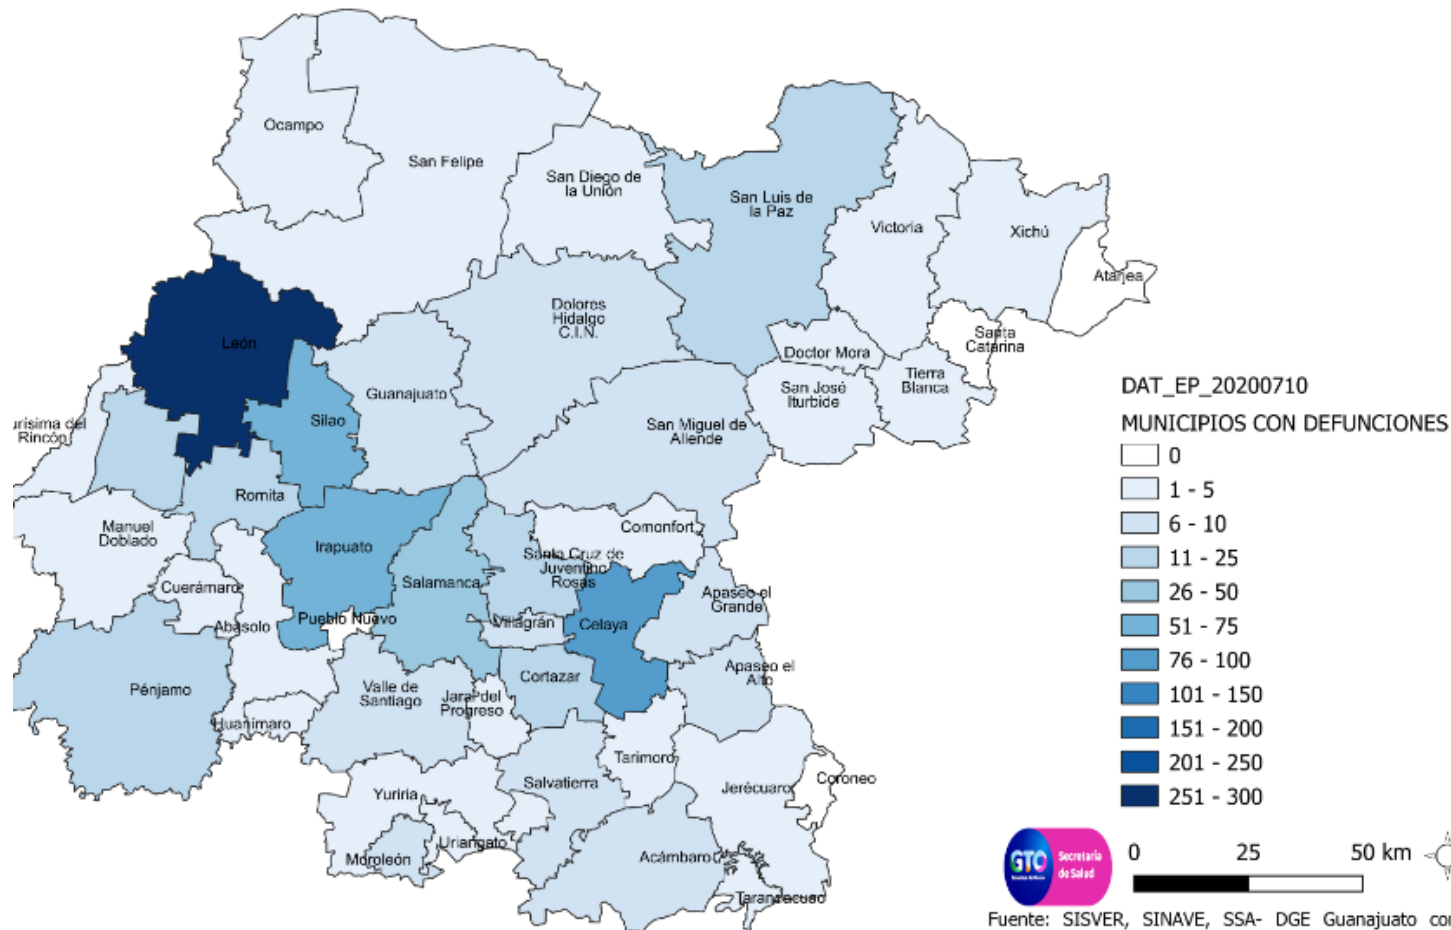 Ocampo
San Felipe
San Diego de
la Unión
San Luis de
la Paz
Victoria
Xichú
Atarjea
León
Dolores
Hidalgo
C.I.N.
Santa
Catarina
Doctor Mora
Tierra
Blanca
San José
Iturbide
Guanajuato
Silao
San Miguel de
Allende
urísima del
Rincón
Romita
Manuel
Doblado
Irapuato
Comonfort
Santa Cruz de
Juventino
Rosas
Salamanca
Cuerámaro
Apaseo el
Grande
Abasolo
Pueblo Nuevo
Villagrán
Celaya
Apaseo el
Alto
Pénjamo
Valle de
Santiago
Cortazar
Huanímaro
Tarimoro
Coroneo
Salvatierra
Jerécuaro
Yuriria
Uriangato
Moroleón
Acámbaro
DAT_EP_20200710
MUNICIPIOS CON DEFUNCIONES
0
1 - 5
6 - 10
11 - 25
26 - 50
51 - 75
76 - 100
101 - 150
151 - 200
201 - 250
251 - 300
GTO
Secretaría
de Salud
0 25 50 km
Fuente: SISVER, SINAVE, SSA- DGE Guanajuato